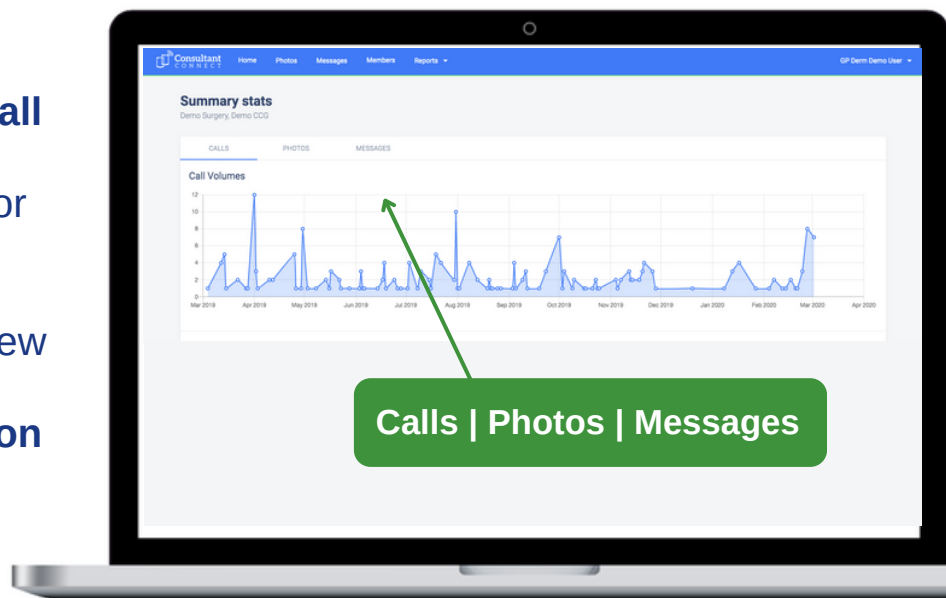 all
or
ew
on
Consultant
CONNECT
Home Photos Messages Members Reports
GP Derm Demo User
Summary stats
Demo Surgery, Demo CCG
CALLS PHOTOS MESSAGES
Call Volumes
12
10
8
6
4
2
0
Mar 2019 Apr 2019 May 2019 Jun 2019 Jul 2019 Aug 2019 Sep 2019 Oct 2019 Nov 2019 Dec 2019 Jan 2020 Feb 2020 Mar 2020 Apr 2020
Calls | Photos | Messages